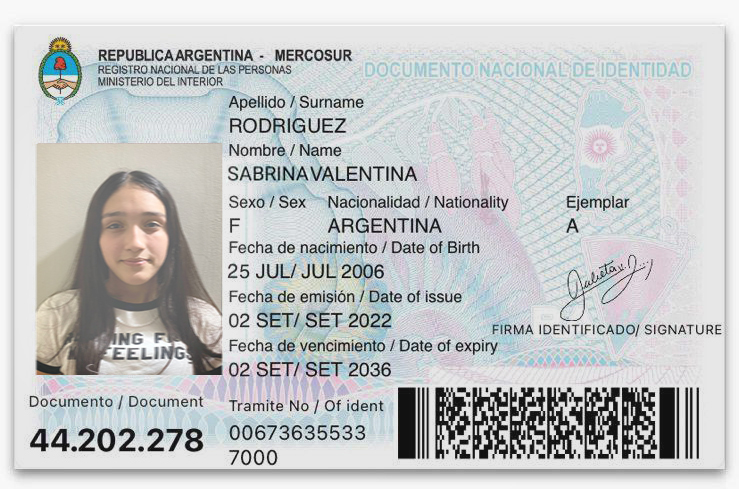 REPUBLICA ARGENTINA - MERCOSUR
REGISTRO NACIONAL DE LAS PERSONAS
MINISTERIO DEL INTERIOR
DOCUMENTO NACIONAL DE IDENTIDAD
Apellido / Surname
RODRIGUEZ
Nombre / Name
SABRINA VALENTINA
Sexo / Sex Nacionalidad / Nationality Ejemplar
F ARGENTINA A
Fecha de nacimiento / Date of Birth
25 JUL/ JUL 2006
Fecha de emisión / Date of issue
02 SET/ SET 2022
FIRMA IDENTIFICADO/ SIGNATURE
Fecha de vencimiento / Date of expiry
02 SET/ SET 2036
Documento / Document
44.202.278
Tramite No / Of ident
00673635533
7000